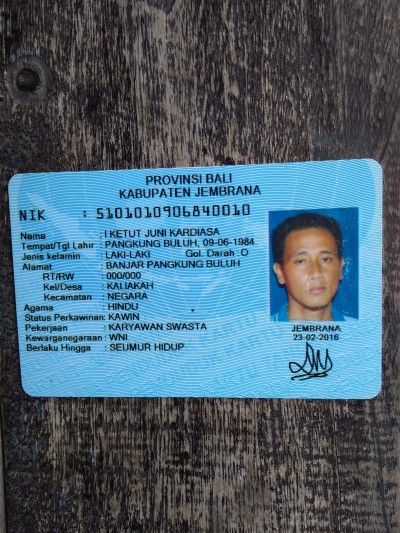 PROVINSI BALI
KABUPATEN JEMBRANA
NIK : 5101010906840010
Nama : I KETUT JUNI KARDIASA
Tempat/Tgl Lahir : PANGKUNG BULUH, 09-06-1984
Jenis kelamin : LAKI-LAKI Gol. Darah :O
Alamat : BANJAR PANGKUNG BULUH
RT/RW : 000/000
Kel/Desa : KALIAKAH
Kecamatan : NEGARA
Agama : HINDU
Status Perkawinan: KAWIN
Pekerjaan : KARYAWAN SWASTA
Kewarganegaraan : WNI
Berlaku Hingga : SEUMUR HIDUP
JEMBRANA
23-02-2016